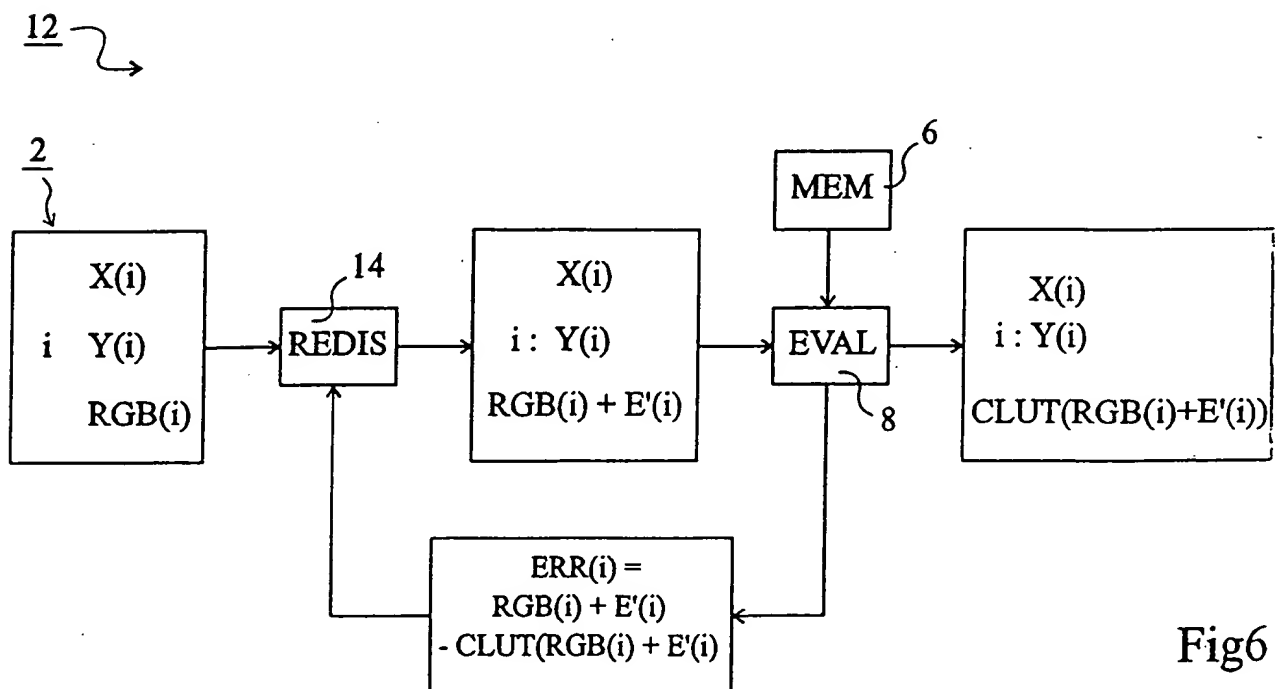 12
2
X(i)
i Y(i)
RGB(i)
14
REDIS
X(i)
i : Y(i)
RGB(i) + E'(i)
MEM
6
EVAL
8
X(i)
i : Y(i)
CLUT(RGB(i)+E'(i))
ERR(i) =
RGB(i) + E'(i)
- CLUT(RGB(i) + E'(i)
Fig6